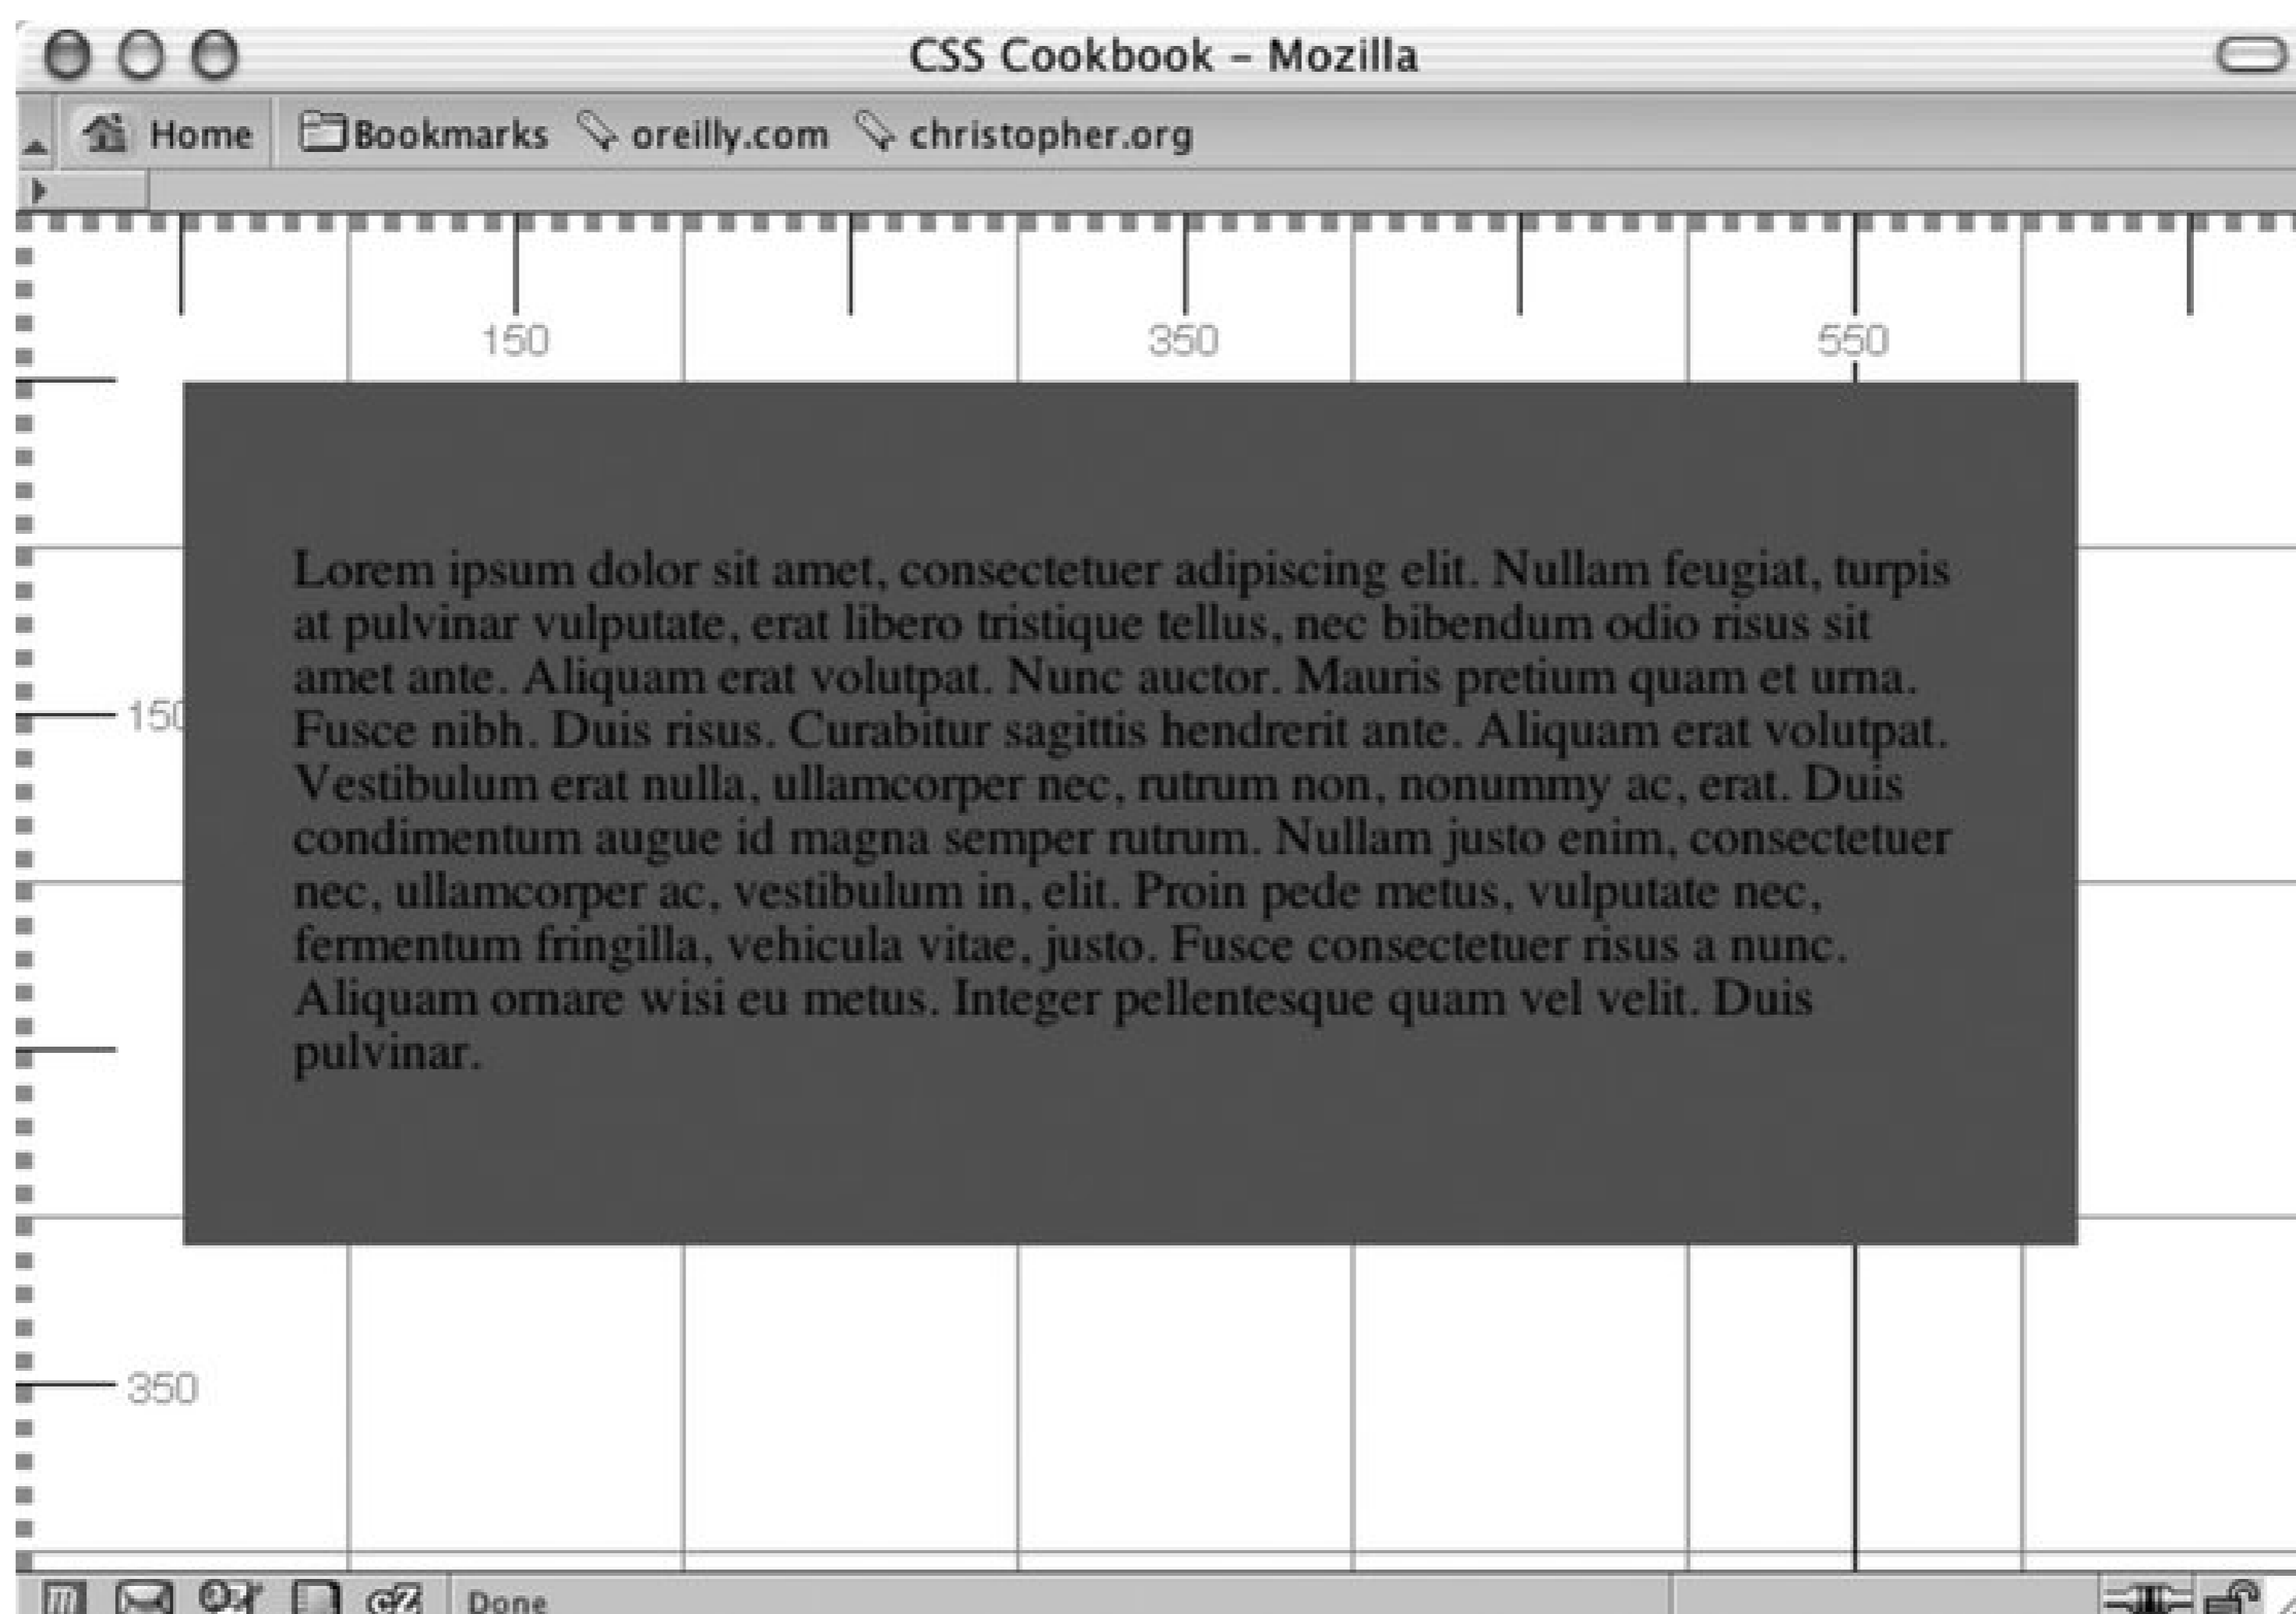 CSS Cookbook – Mozilla
Home Bookmarks oreilly.com christopher.org
150 350 550
Lorem ipsum dolor sit amet, consectetuer adipiscing elit. Nullam feugiat, turpis
at pulvinar vulputate, erat libero tristique tellus, nec bibendum odio risus sit
amet ante. Aliquam erat volutpat. Nunc auctor. Mauris pretium quam et urna.
150
Fusce nibh. Duis risus. Curabitur sagittis hendrerit ante. Aliquam erat volutpat.
Vestibulum erat nulla, ullamcorper nec, rutrum non, nonummy ac, erat. Duis
condimentum augue id magna semper rutrum. Nullam justo enim, consectetuer
nec, ullamcorper ac, vestibulum in, elit. Proin pede metus, vulputate nec,
fermentum fringilla, vehicula vitae, justo. Fusce consectetuer risus a nunc.
Aliquam ornare wisi eu metus. Integer pellentesque quam vel velit. Duis
pulvinar.
350
cZ Done